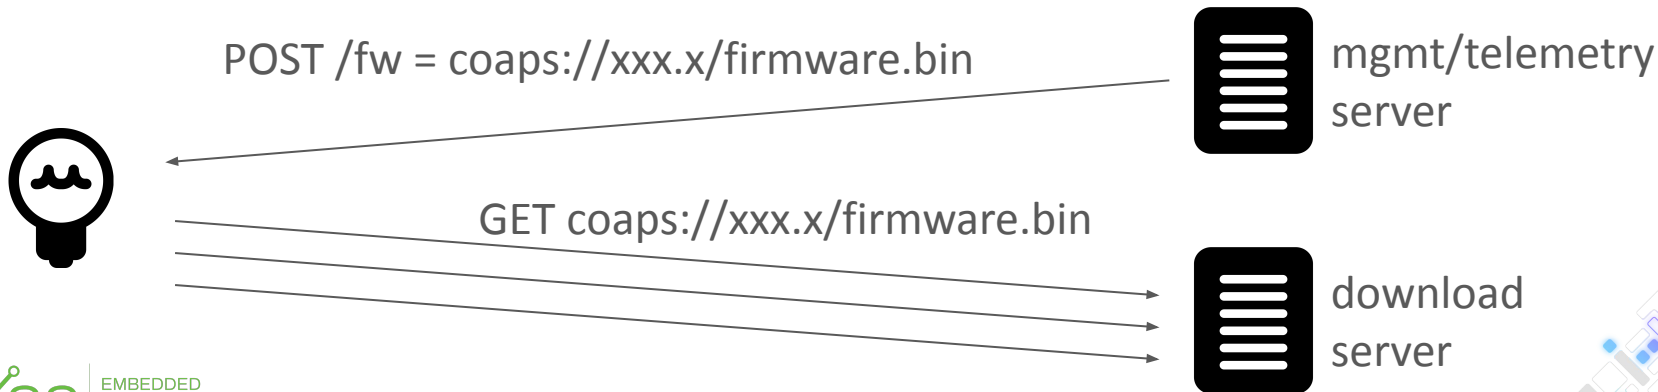 POST /fw = coaps://xxx.x/firmware.bin
mgmt/telemetry
server
GET coaps://xxx.x/firmware.bin
download
server
EMBEDDED